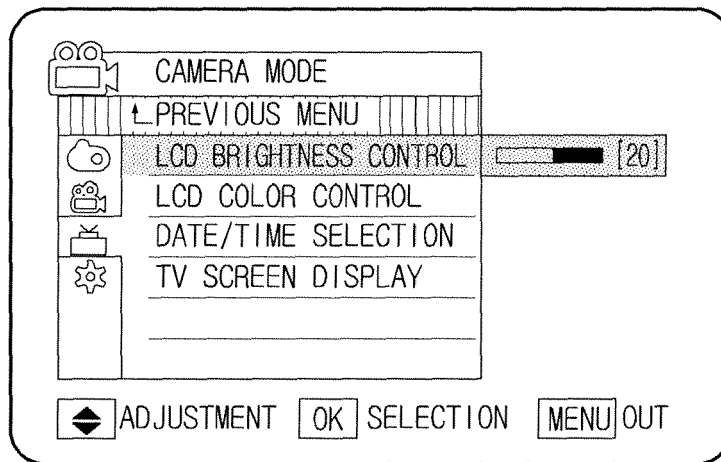 CAMERA MODE
PREVIOUS MENU
LCD BRIGHTNESS CONTROL [20]
LCD COLOR CONTROL
DATE/TIME SELECTION
TV SCREEN DISPLAY
ADJUSTMENT OK SELECTION MENU OUT